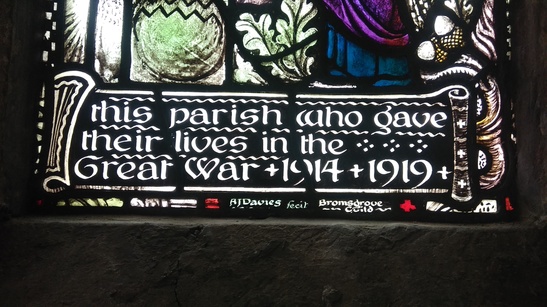 this parish who gave
their lives in the
Great War + 1914 + 1919 +
AJDavies fecit Bromsgrove
Guild